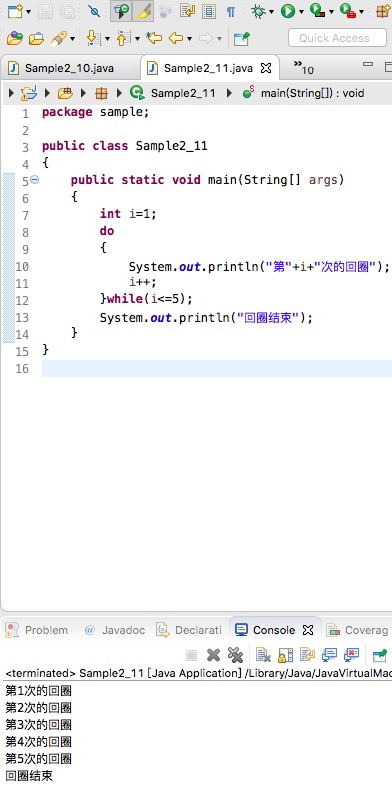 Quick Access
Sample2_10.java
Sample2_11.java
»10
Sample2_11
main(String[]) : void
1 package sample;
2
3 public class Sample2_11
4 {
5 public static void main(String[] args)
6 {
7 int i=1;
8 do
9 {
10 System.out.println("第"+i+"次的回圈");
11 i++;
12 }while(i<=5);
13 System.out.println("回圈结束");
14 }
15 }
16
Problem
@ Javadoc
Declarati
Console
Coverag
<terminated> Sample2_11 [Java Application] /Library/Java/JavaVirtualMac
第1次的回圈
第2次的回圈
第3次的回圈
第4次的回圈
第5次的回圈
回圈结束